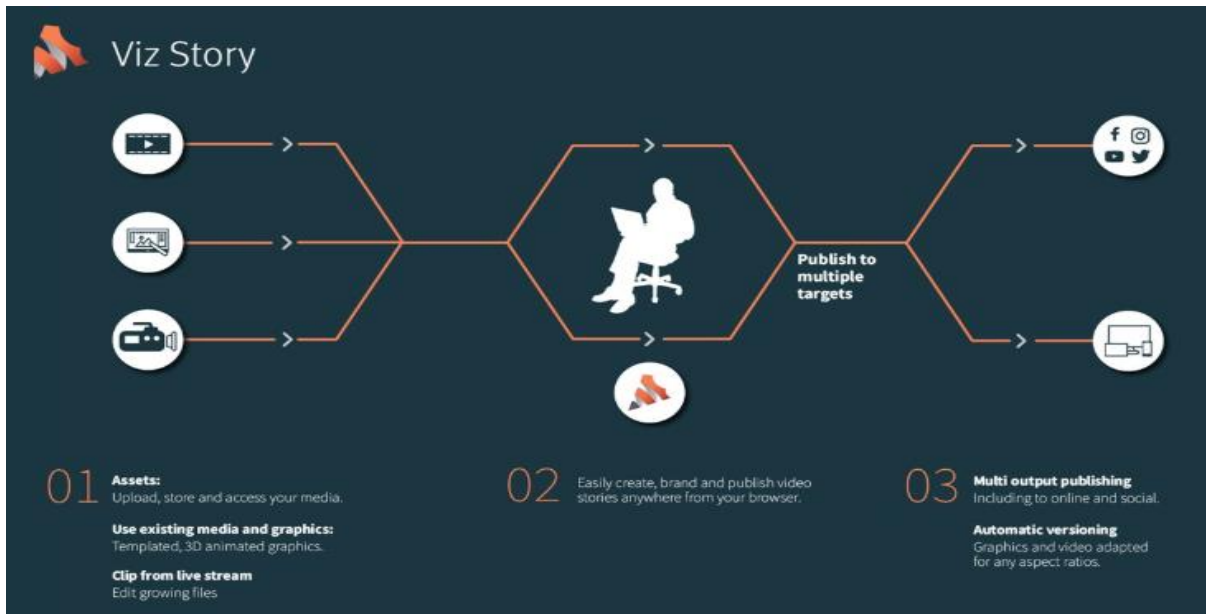 Viz Story
Publish to
multiple
targets
01
Assets:
Upload, store and access your media.
Use existing media and graphics:
Templated, 3D animated graphics.
Clip from live stream
Edit growing files
02
Easily create, brand and publish video
stories anywhere from your browser.
03
Multi output publishing
Including to online and social.
Automatic versioning
Graphics and video adapted
for any aspect ratios.